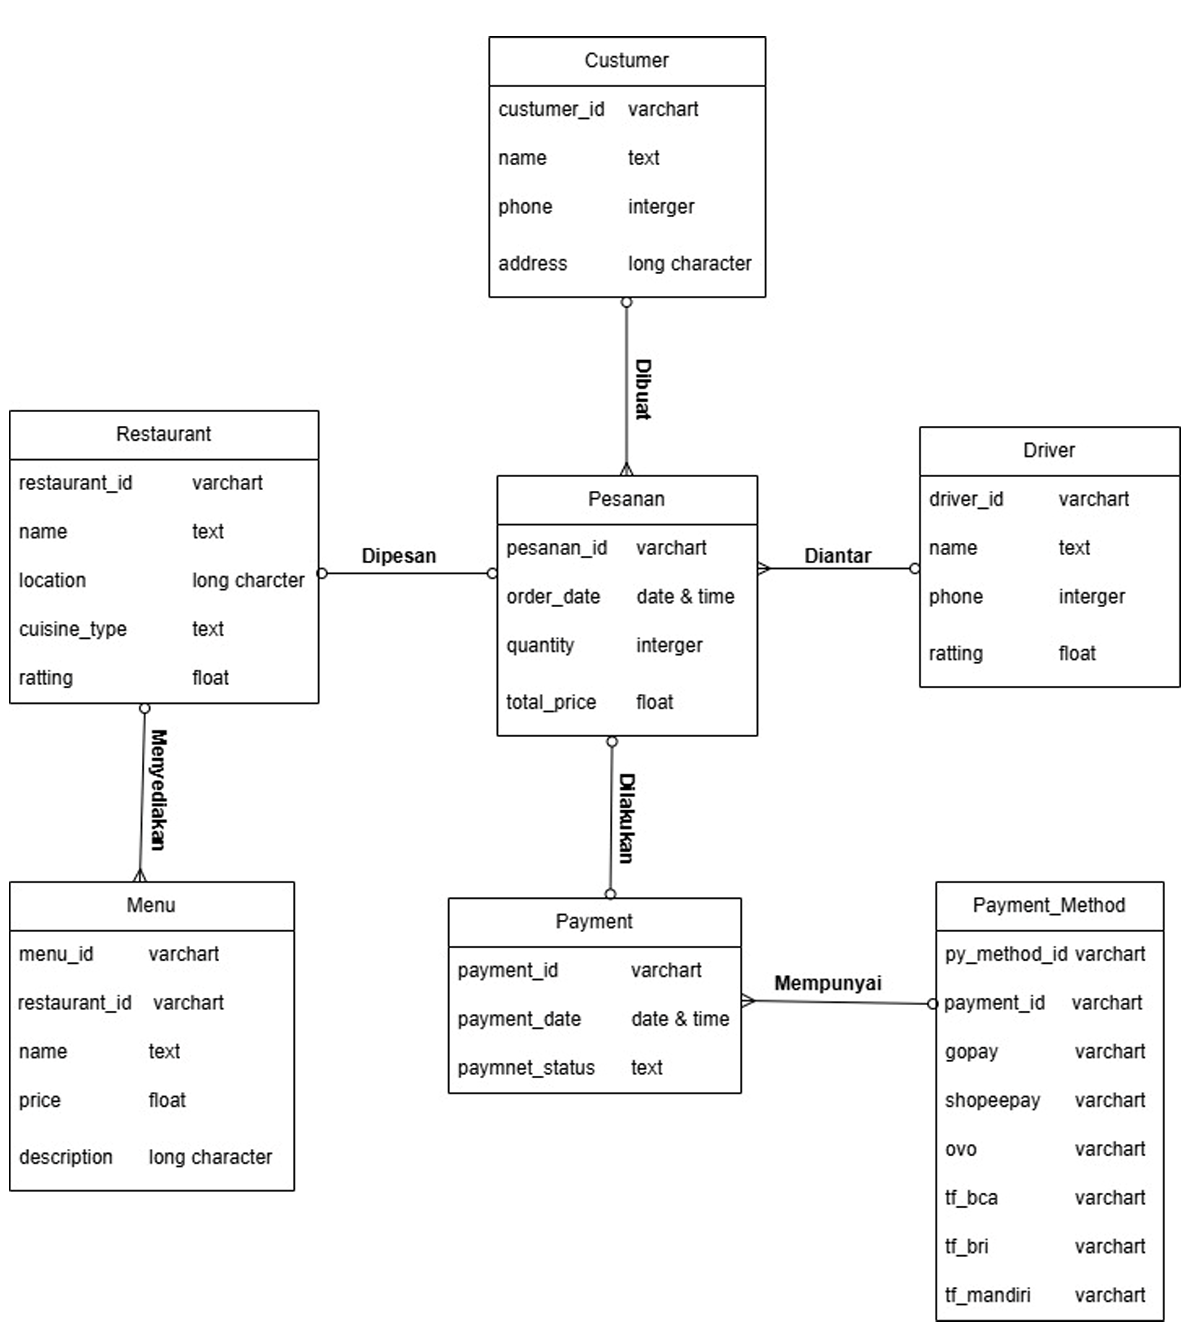 Custumer
custumer_id varchart
name text
phone interger
address long character
Dibuat
Restaurant
restaurant_id varchart
name text
location long charcter
cuisine_type text
ratting float
Dipesan
Pesanan
pesanan_id varchart
order_date date & time
quantity interger
total_price float
Diantar
Driver
driver_id varchart
name text
phone interger
ratting float
Menyediakan
Dilakukan
Menu
menu_id varchart
restaurant_id varchart
name text
price float
description long character
Payment
payment_id varchart
payment_date date & time
paymnet_status text
Mempunyai
Payment_Method
py_method_id varchart
payment_id varchart
gopay varchart
shopeepay varchart
ovo varchart
tf_bca varchart
tf_bri varchart
tf_mandiri varchart